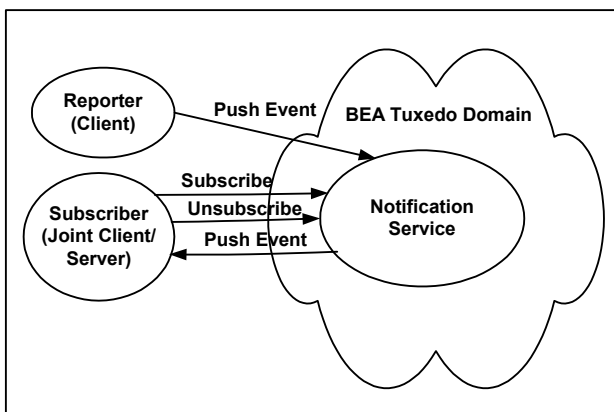 Reporter
(Client)
Push Event
BEA Tuxedo Domain
Subscribe
Unsubscribe
Push Event
Subscriber
(Joint Client/
Server)
Notification
Service